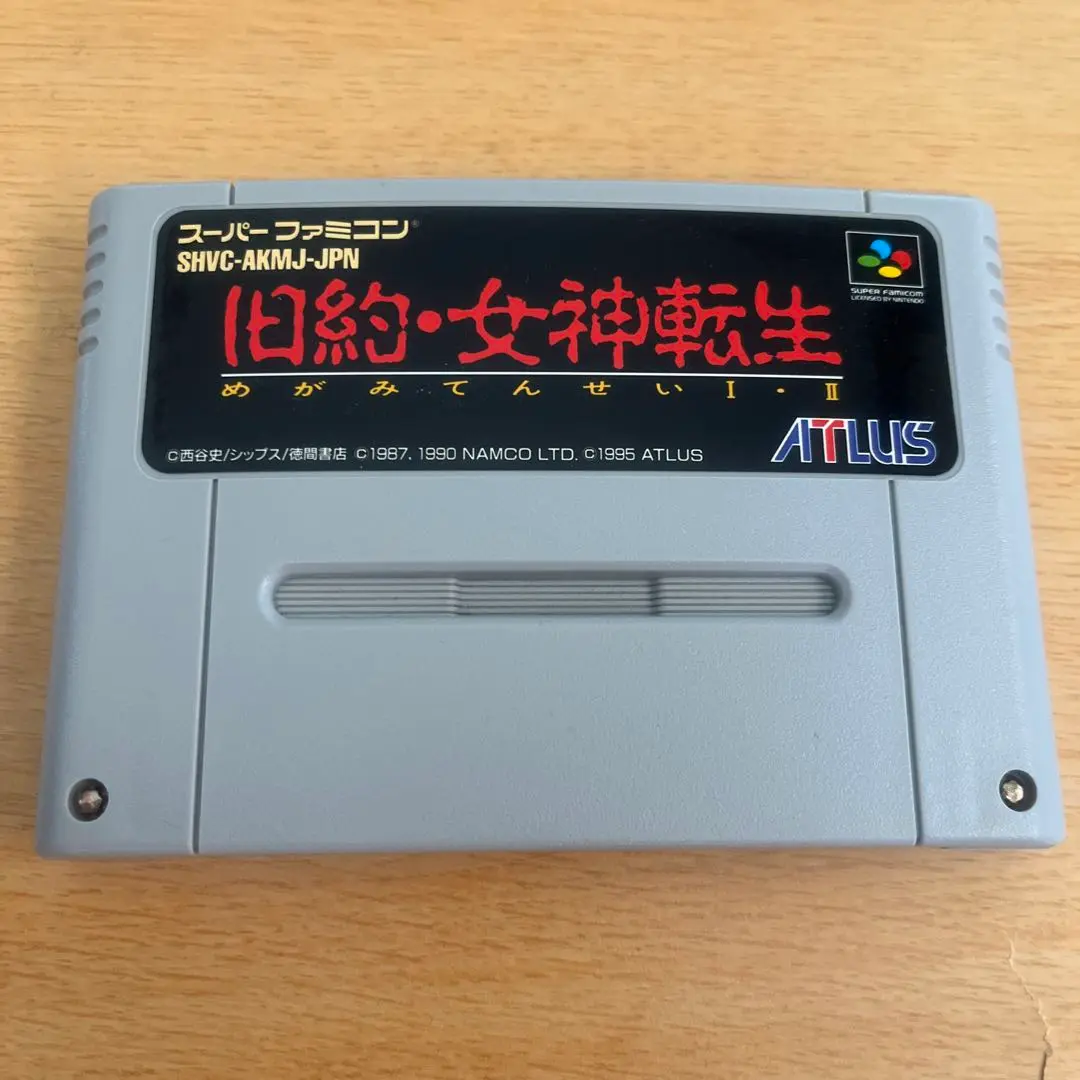 スーパーファミコン®
SHVC-AKMJ-JPN
旧約・女神転生
めがみてんせいⅠ・Ⅱ
SUPER FAMICOM
LICENSED BY NINTENDO
©西谷史/シップス/徳間書店 ©1987, 1990 NAMCO LTD. ©1995 ATLUS
ATLUS